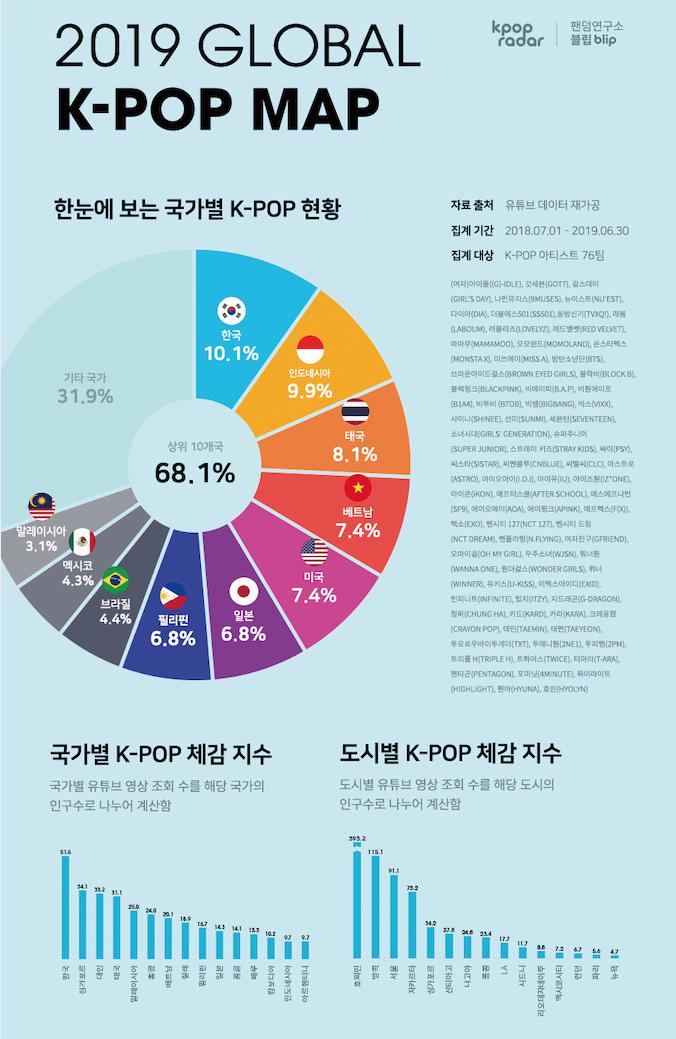 2019 GLOBAL
K-POP MAP
kpop
radar
팬덤연구소
블립 blip
한눈에 보는 국가별 K-POP 현황
자료 출처 유튜브 데이터 재가공
집계 기간 2018.07.01 - 2019.06.30
집계 대상 K-POP 아티스트 76팀
(여자)아이들((G)-IDLE), 갓세븐(GOT7), 걸스데이
(GIRL'S DAY), 나인뮤지스(9MUSES), 뉴이스트(NU'EST),
다이아(DIA), 더블에스501(SS501),동방신기(TVXQ!), 라붐
(LABOUM), 러블리즈(LOVELYZ), 레드벨벳(RED VELVET),
마마무(MAMAMOO), 모모랜드(MOMOLAND), 몬스타엑스
(MONSTA X), 미쓰에이(MISS A), 방탄소년단(BTS),
브라운아이드걸스(BROWN EYED GIRLS), 블락비(BLOCK B),
블랙핑크(BLACKPINK), 비에이피(B.A.P), 비원에이포
(B1A4), 비투비 (BTOB), 빅뱅(BIGBANG), 빅스(VIXX),
샤이니(SHINEE), 선미(SUNMI), 세븐틴(SEVENTEEN),
소녀시대(GIRLS' GENERATION), 슈퍼주니어
(SUPER JUNIOR), 스트레이 키즈(STRAY KIDS), 싸이(PSY),
씨스타(SISTAR), 씨엔블루(CNBLUE), 씨엘씨(CLC), 아스트로
(ASTRO), 아이오아이(I.O.I), 아이유(IU), 아이즈원(IZ*ONE),
아이콘(iKON), 애프터스쿨(AFTER SCHOOL), 에스에프나인
(SF9), 에이오에이(AOA), 에이핑크(APINK), 에프엑스(F(X)),
엑소(EXO), 엔시티 127(NCT 127), 엔시티 드림
(NCT DREAM), 엔플라잉(N.FLYING), 여자친구(GFRIEND),
오마이걸(OH MY GIRL), 우주소녀(WJSN), 워너원
(WANNA ONE), 원더걸스(WONDER GIRLS), 위너
(WINNER), 유키스(U-KISS), 이엑스아이디(EXID),
인피니트(INFINITE), 있지(ITZY), 지드래곤(G-DRAGON),
청하(CHUNG HA), 카드(KARD), 카라(KARA), 크레용팝
(CRAYON POP), 태민(TAEMIN), 태연(TAEYEON),
투모로우바이투게더(TXT), 투애니원(2NE1), 투피엠(2PM),
트리플 H(TRIPLE H), 트와이스(TWICE), 티아라(T-ARA),
펜타곤(PENTAGON), 포미닛(4MINUTE), 하이라이트
(HIGHLIGHT), 현아(HYUNA), 효린(HYOLYN)
한국
10.1%
인도네시아
9.9%
태국
8.1%
베트남
7.4%
미국
7.4%
일본
6.8%
필리핀
6.8%
브라질
4.4%
멕시코
4.3%
말레이시아
3.1%
기타 국가
31.9%
상위 10개국
68.1%
국가별 K-POP 체감 지수
국가별 유튜브 영상 조회 수를 해당 국가의
인구수로 나누어 계산함
51.5 34.1 33.2 31.1 25.0 24.0 20.1 18.9 16.7 14.3 14.1 13.3 10.2 9.7 9.7
한국 싱가포르 대만 태국 말레이시아 홍콩 베트남 칠레 필리핀 일본 몽골 페루 캄보디아 인도네시아 아르헨티나
도시별 K-POP 체감 지수
도시별 유튜브 영상 조회 수를 해당 도시의
인구수로 나누어 계산함
393.2 115.1 91.1 73.2 34.2 27.8 24.8 23.4 17.7 11.7 8.8 7.2 6.7 5.6 4.7
호찌민 방콕 서울 자카르타 싱가포르 산티아고 나고야 홍콩 LA 시드니 리오데자네이루 멕시코시티 런던 파리 뉴욕